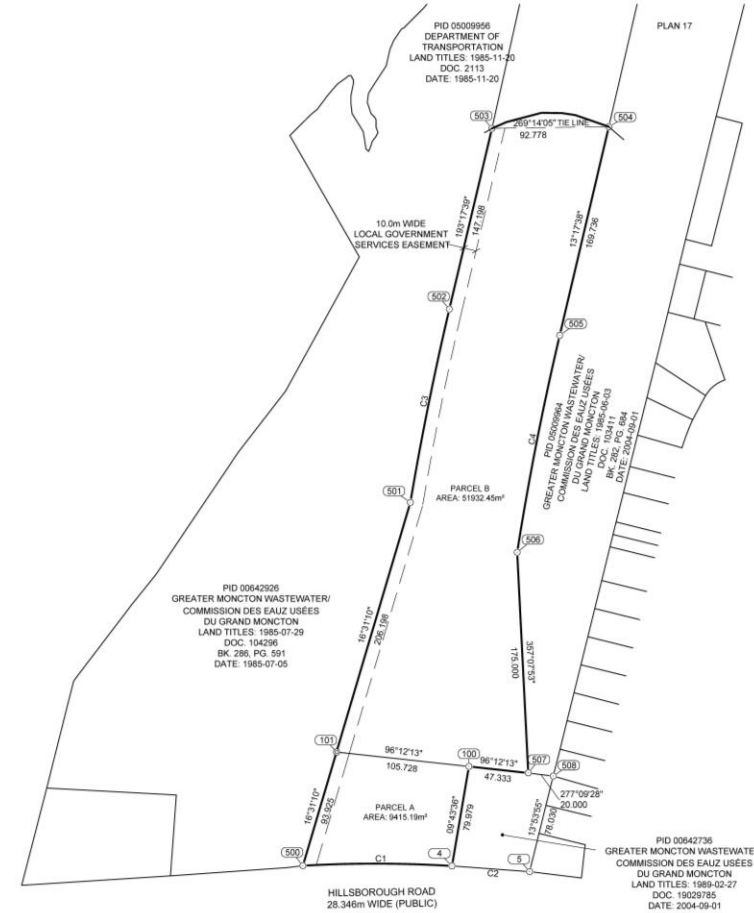 PID 05009956
DEPARTMENT OF
TRANSPORTATION
LAND TITLES: 1985-11-20
DOC. 2113
DATE: 1985-11-20
PLAN 17
503
504
269°14'05" TIE LINE
92.778
193°17'39"
147.198
13°17'38"
169.736
10.0m WIDE
LOCAL GOVERNMENT
SERVICES EASEMENT
502
505
C3
C4
PID 05009964
GREATER MONCTON WASTEWATER/
COMMISSION DES EAUZ USÉES
DU GRAND MONCTON
LAND TITLES: 1985-06-03
DOC. 103411
BK. 282, PG. 684
DATE: 2004-09-01
501
PARCEL B
AREA: 51932.45m²
506
PID 00642926
GREATER MONCTON WASTEWATER/
COMMISSION DES EAUZ USÉES
DU GRAND MONCTON
LAND TITLES: 1985-07-29
DOC. 104296
BK. 286, PG. 591
DATE: 1985-07-05
16°31'10"
206.198
357°07'53"
175.000
101
96°12'13"
105.728
100
96°12'13"
47.333
507
508
277°09'28"
20.000
16°31'10"
93.925
PARCEL A
AREA: 9415.19m²
09°43'36"
79.979
13°53'55"
78.030
500
C1
4
C2
5
HILLSBOROUGH ROAD
28.346m WIDE (PUBLIC)
PID 00642736
GREATER MONCTON WASTEWATE
COMMISSION DES EAUZ USÉES
DU GRAND MONCTON
LAND TITLES: 1989-02-27
DOC. 19029785
DATE: 2004-09-01